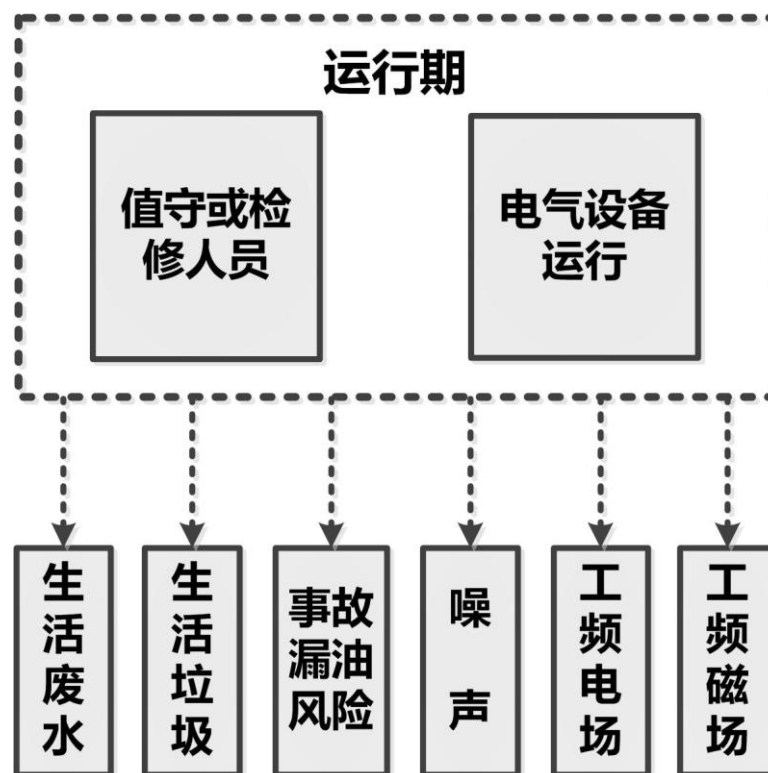 运行期
值守或检
修人员
电气设备
运行
生活废水
生活垃圾
事故
漏油
风险
噪声
工频电场
工频磁场